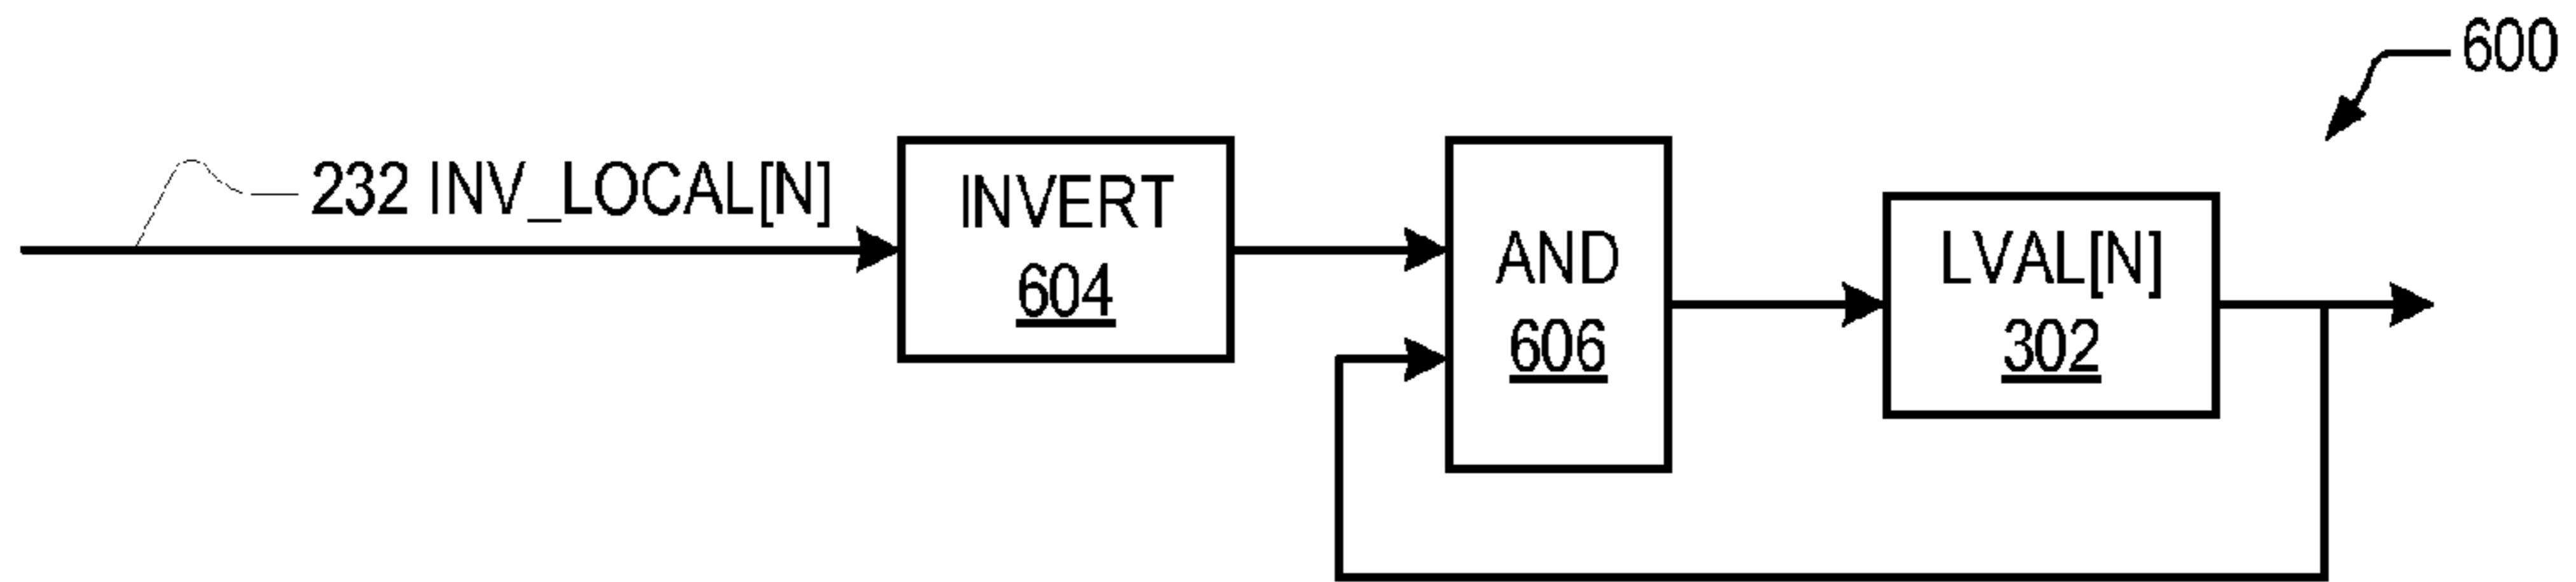 600
232 INV_LOCAL[N]
INVERT
604
AND
606
LVAL[N]
302